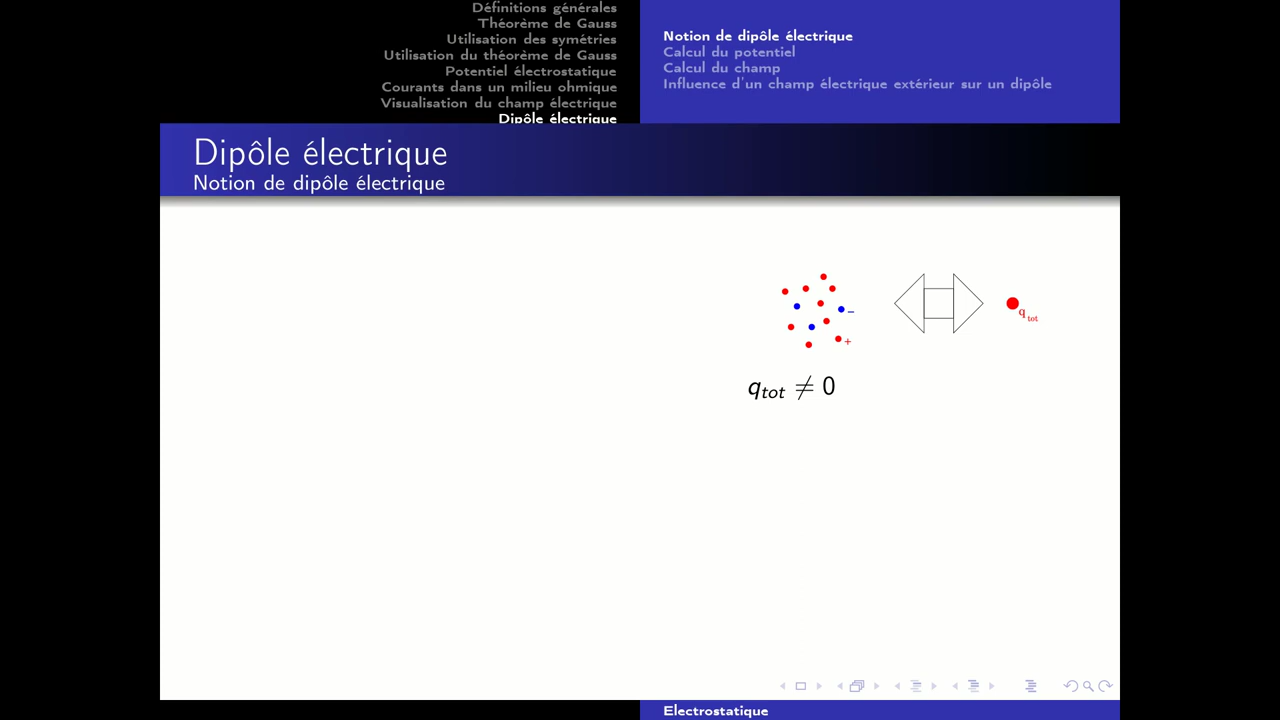 Définitions générales
Théorème de Gauss
Utilisation des symétries
Utilisation du théorème de Gauss
Potentiel électrostatique
Courants dans un milieu ohmique
Visualisation du champ électrique
Dipôle électrique
Notion de dipôle électrique
Calcul du potentiel
Calcul du champ
Influence d'un champ électrique extérieur sur un dipôle
Dipôle électrique
Notion de dipôle électrique
−
+
q tot
q_tot ≠ 0
Electrostatique